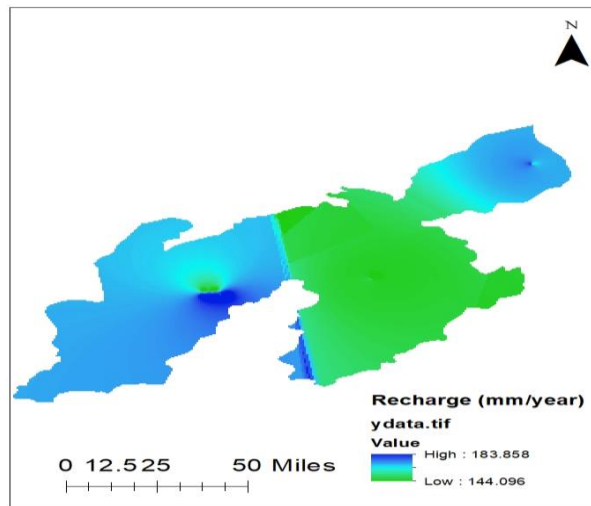 N
Recharge (mm/year)
ydata.tif
Value
High : 183.858
Low : 144.096
0 12.525 50 Miles